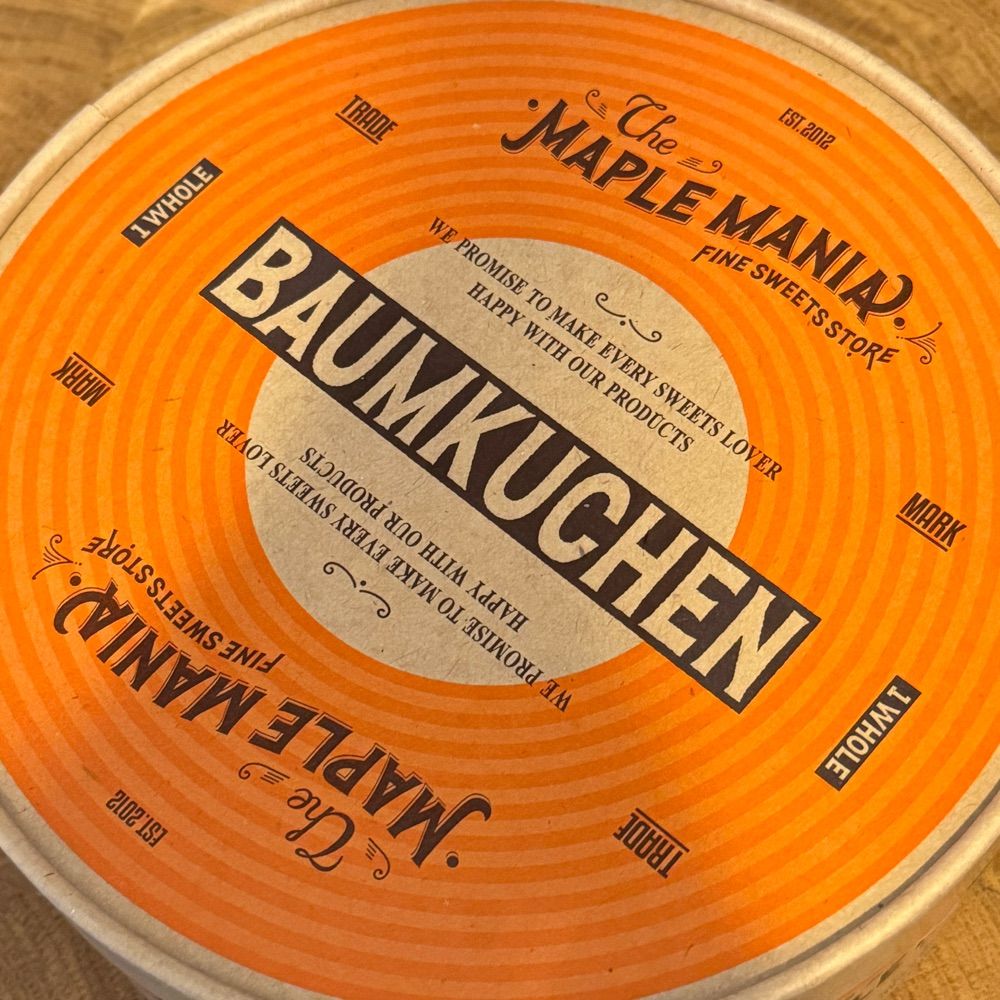 The
MAPLE MANIA
FINE SWEETS STORE
EST. 2012
TRADE
MARK
1 WHOLE
WE PROMISE TO MAKE EVERY SWEETS LOVER
HAPPY WITH OUR PRODUCTS
BAUMKUCHEN
1 WHOLE
The
MAPLE MANIA
FINE SWEETS STORE
EST. 2012
TRADE
MARK
WE PROMISE TO MAKE EVERY SWEETS LOVER
HAPPY WITH OUR PRODUCTS